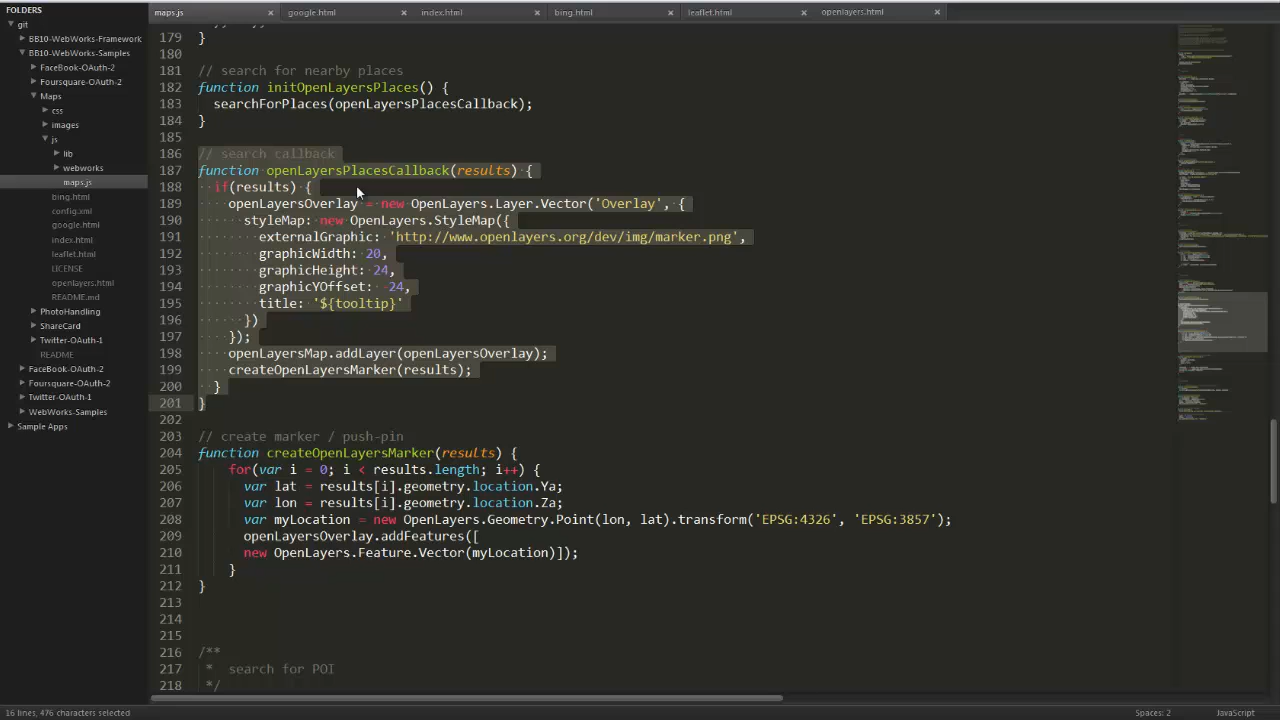 FOLDERS
git
BB10-WebWorks-Framework
BB10-WebWorks-Samples
FaceBook-OAuth-2
Foursquare-OAuth-2
Maps
css
images
js
lib
webworks
maps.js
bing.html
config.xml
google.html
index.html
leaflet.html
LICENSE
openlayers.html
README.md
PhotoHandling
ShareCard
Twitter-OAuth-1
README
FaceBook-OAuth-2
Foursquare-OAuth-2
Twitter-OAuth-1
WebWorks-Samples
Sample Apps
maps.js × google.html × index.html × bing.html × leaflet.html × openlayers.html ×
179 }
180
181 // search for nearby places
182 function initOpenLayersPlaces() {
183 searchForPlaces(openLayersPlacesCallback);
184 }
185
186 // search callback
187 function openLayersPlacesCallback(results) {
188 if(results) {
189 openLayersOverlay = new OpenLayers.Layer.Vector('Overlay', {
190 styleMap: new OpenLayers.StyleMap({
191 externalGraphic: 'http://www.openlayers.org/dev/img/marker.png',
192 graphicWidth: 20,
193 graphicHeight: 24,
194 graphicYOffset: -24,
195 title: '${tooltip}'
196 })
197 });
198 openLayersMap.addLayer(openLayersOverlay);
199 createOpenLayersMarker(results);
200 }
201 }
202
203 // create marker / push-pin
204 function createOpenLayersMarker(results) {
205 for(var i = 0; i < results.length; i++) {
206 var lat = results[i].geometry.location.Ya;
207 var lon = results[i].geometry.location.Za;
208 var myLocation = new OpenLayers.Geometry.Point(lon, lat).transform('EPSG:4326', 'EPSG:3857');
209 openLayersOverlay.addFeatures([
210 new OpenLayers.Feature.Vector(myLocation)]);
211 }
212 }
213
214
215
216 /**
217 * search for POI
218 */
16 lines, 476 characters selected
Spaces: 2
JavaScript